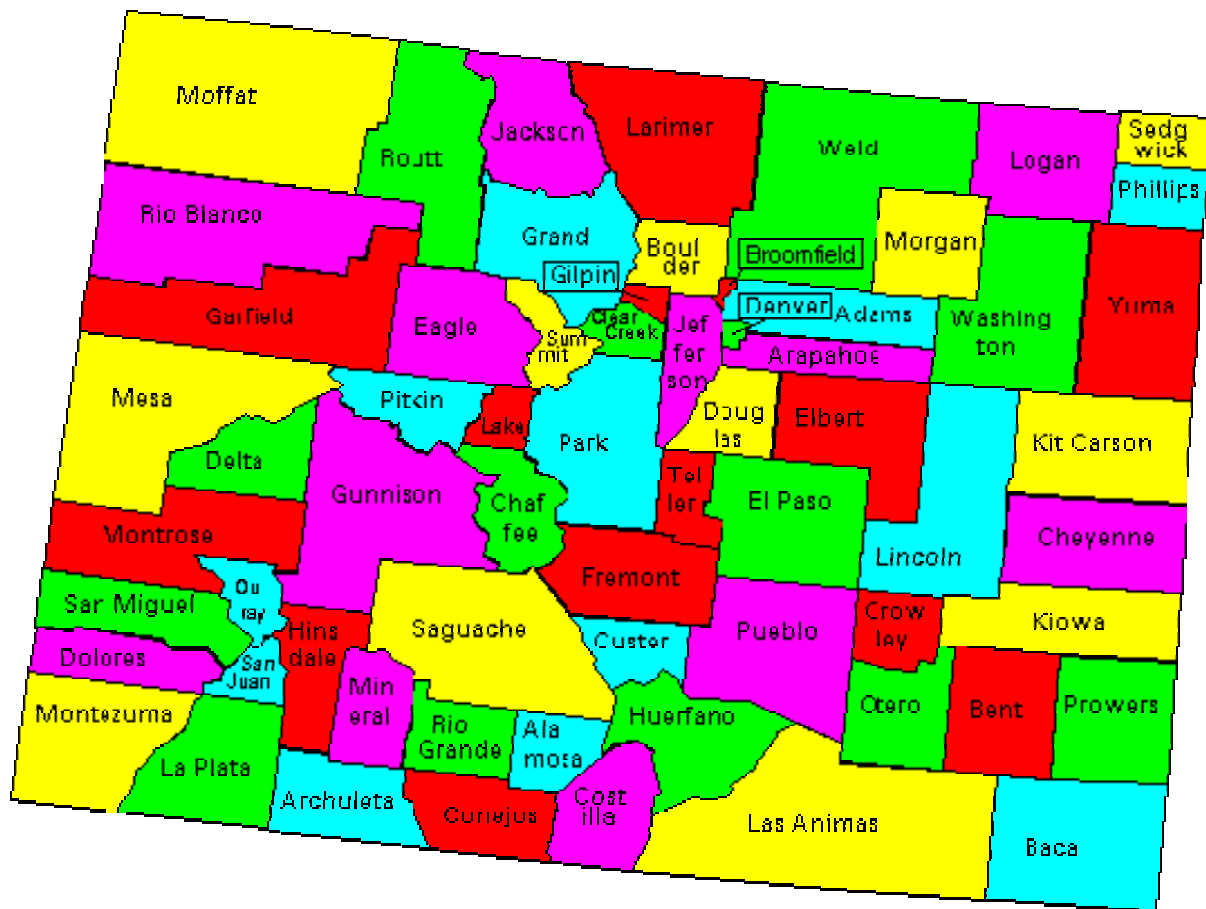 Moffat
Routt
Jackson
Larimer
Weld
Logan
Sedg
wick
Phillips
Rio Blanco
Grand
Boul
der
Broomfield
Morgan
Gilpin
Yuma
Garfield
Eagle
Sum
mit
Clear
Creek
Jef
fer
son
Denver
Adams
Washing
ton
Arapahoe
Mesa
Pitkin
Lake
Park
Doug
las
Elbert
Kit Carson
Delta
Gunnison
Chaf
fee
Tel
ler
El Paso
Montrose
Lincoln
Cheyenne
Fremont
San Miguel
Ou
ray
Hins
dale
Saguache
Custer
Pueblo
Crow
ley
Kiowa
Dolores
San
Juan
Min
eral
Rio
Grande
Ala
mosa
Huerfano
Otero
Bent
Prowers
Montezuma
La Plata
Archuleta
Conejos
Cost
illa
Las Animas
Baca